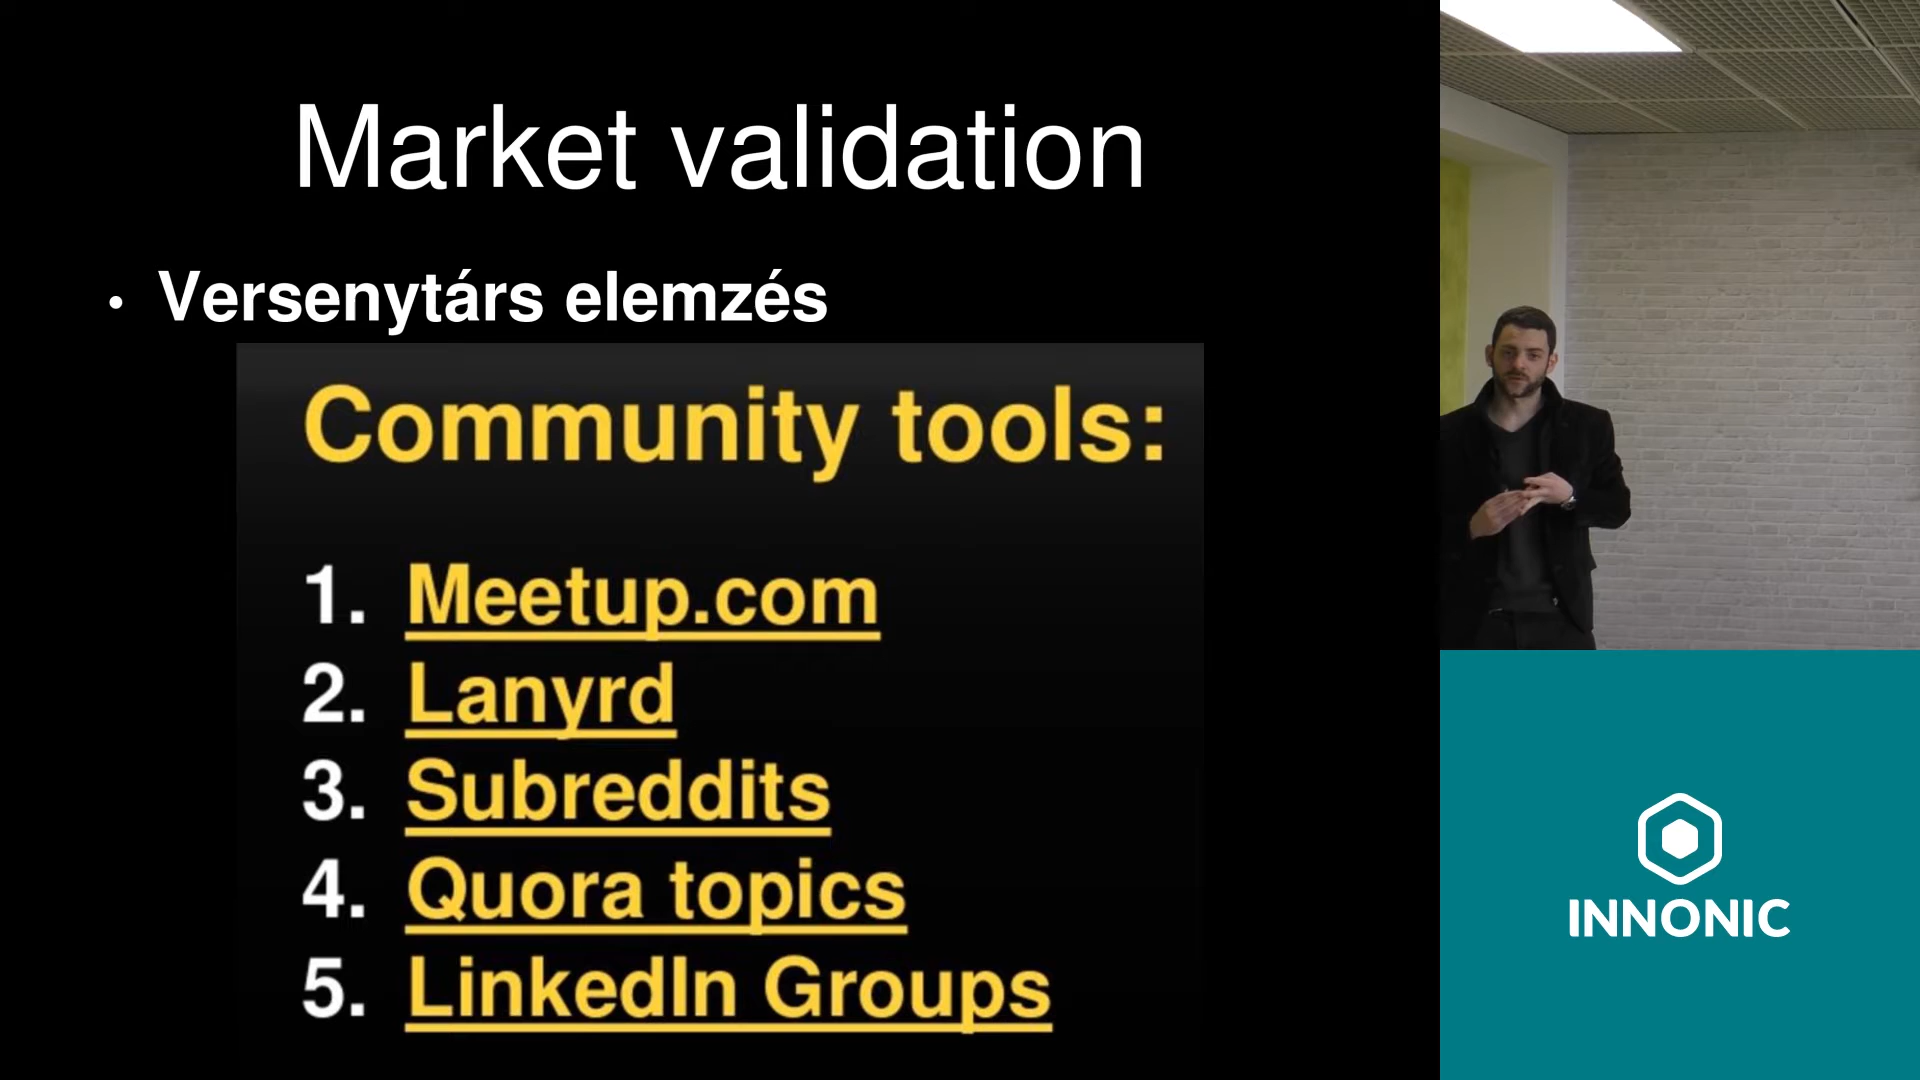 Market validation
• Versenytárs elemzés
Community tools:
1. Meetup.com
2. Lanyrd
3. Subreddits
4. Quora topics
5. LinkedIn Groups
INNONIC